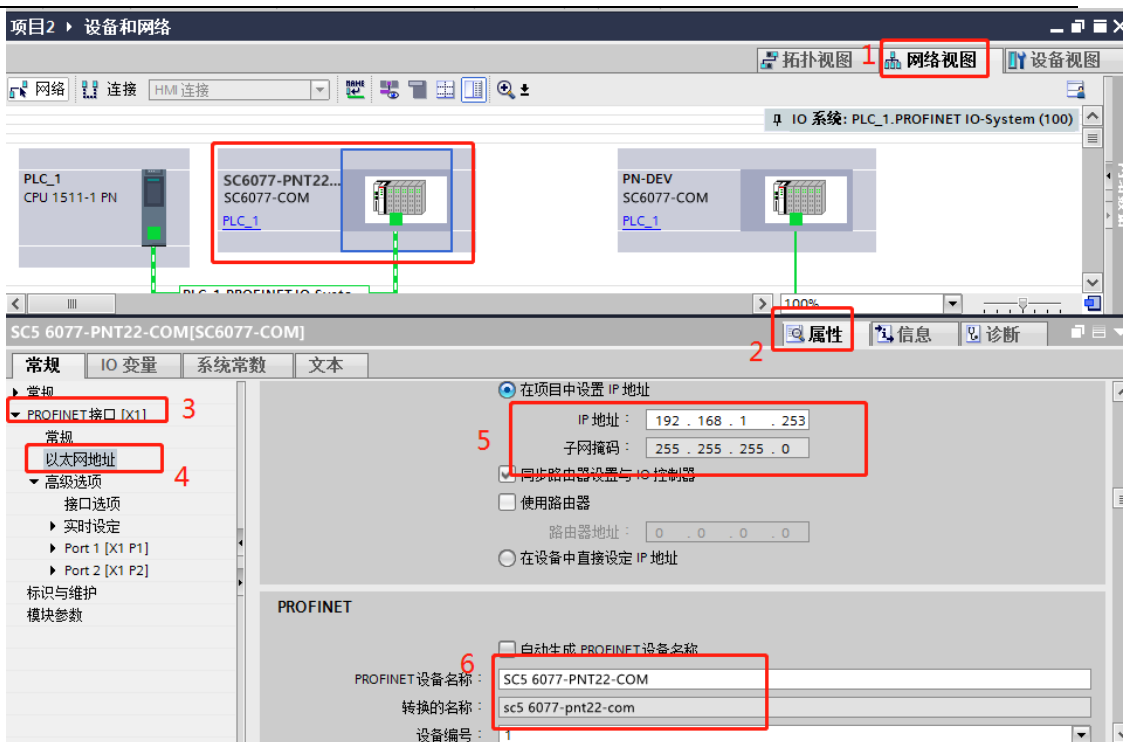 项目2 ▸ 设备和网络
拓扑视图 1 网络视图 设备视图
网络 连接 HMI 连接
IO 系统: PLC_1.PROFINET IO-System (100)
PLC_1
CPU 1511-1 PN
SC6077-PNT22...
SC6077-COM
PLC_1
PN-DEV
SC6077-COM
PLC_1
100%
SC5 6077-PNT22-COM[SC6077-COM]
2 属性 信息 诊断
常规 IO 变量 系统常数 文本
常规
PROFINET接口 [X1] 3
常规
以太网地址 4
高级选项
接口选项
实时设定
Port 1 [X1 P1]
Port 2 [X1 P2]
标识与维护
模块参数
在项目中设置 IP 地址
5
IP 地址: 192 . 168 . 1 . 253
子网掩码: 255 . 255 . 255 . 0
同步路由器设置与 IO 控制器
使用路由器
路由器地址: 0 . 0 . 0 . 0
在设备中直接设定 IP 地址
PROFINET
自动生成 PROFINET设备名称
6
PROFINET设备名称: SC5 6077-PNT22-COM
转换的名称: sc5 6077-pnt22-com
设备编号: 1